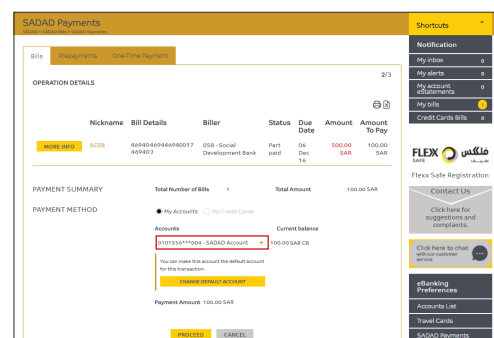 SADAD Payments
SADAD > SADAD Bills > SADAD Payments
Bills
Prepayments
One-Time Payment
2/3
OPERATION DETAILS
Nickname
Bill Details
Biller
Status
Due Date
Amount
Amount To Pay
MORE INFO
SCSB
46940469446940017
469407
058 - Social
Development Bank
Part
paid
06
Dec
16
500.00
SAR
100.00
SAR
PAYMENT SUMMARY
Total Number of Bills
1
Total Amount
100.00 SAR
PAYMENT METHOD
My Accounts
My Credit Cards
Accounts
Current balance
010155e***004 - SADAD Account
100.00 SAR CR
You can make this account the default account
for this transaction.
CHANGE DEFAULT ACCOUNT
Payment Amount 100.00 SAR
PROCEED
CANCEL
Shortcuts
Notification
My inbox 0
My alerts 0
My account
eStatements 0
My bills
Credit Cards Bills 0
FLEXX
SAFE
فلكّس
Flexx Safe Registration
Contact Us
Click here for
suggestions and
complaints.
Click here to chat
with our customer
service
eBanking
Preferences
Accounts List
Travel Cards
SADAD Payments